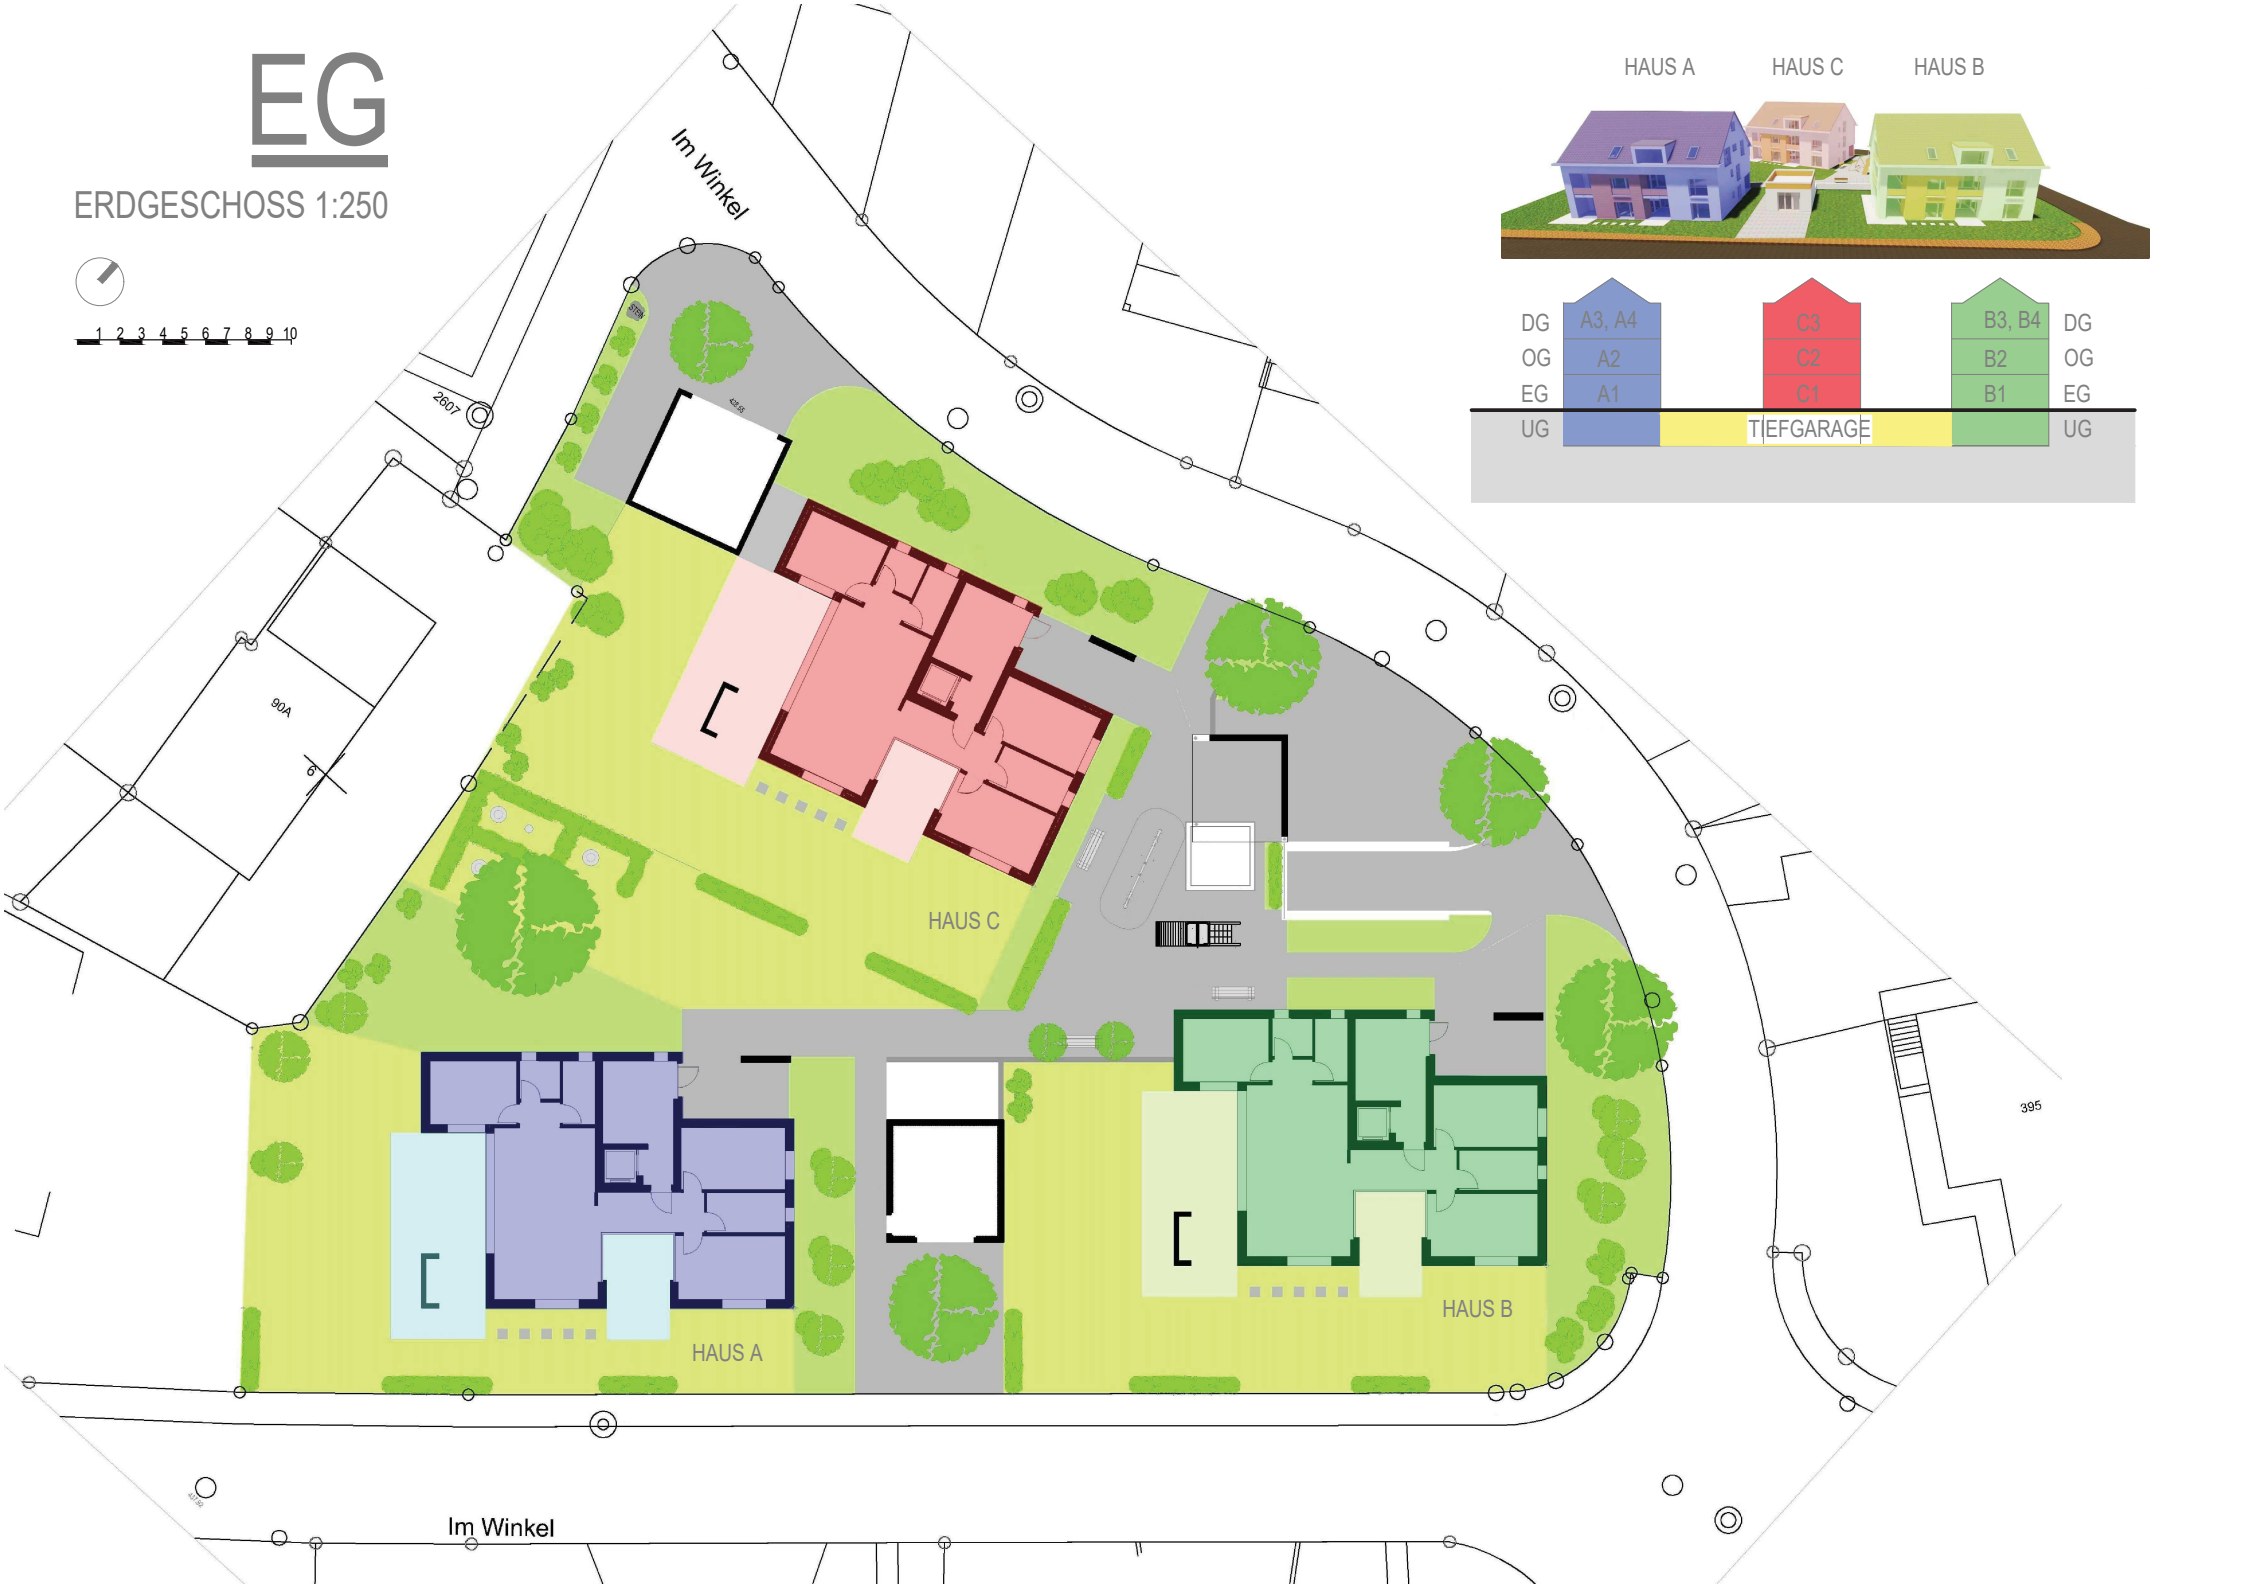 EG
ERDGESCHOSS 1:250
1 2 3 4 5 6 7 8 9 10
HAUS A HAUS C HAUS B
DG A3, A4 C3 B3, B4 DG
OG A2 C2 B2 OG
EG A1 C1 B1 EG
UG TIEFGARAGE UG
Im Winkel
STEIN
2607
90A
6
HAUS C
395
HAUS B
HAUS A
Im Winkel